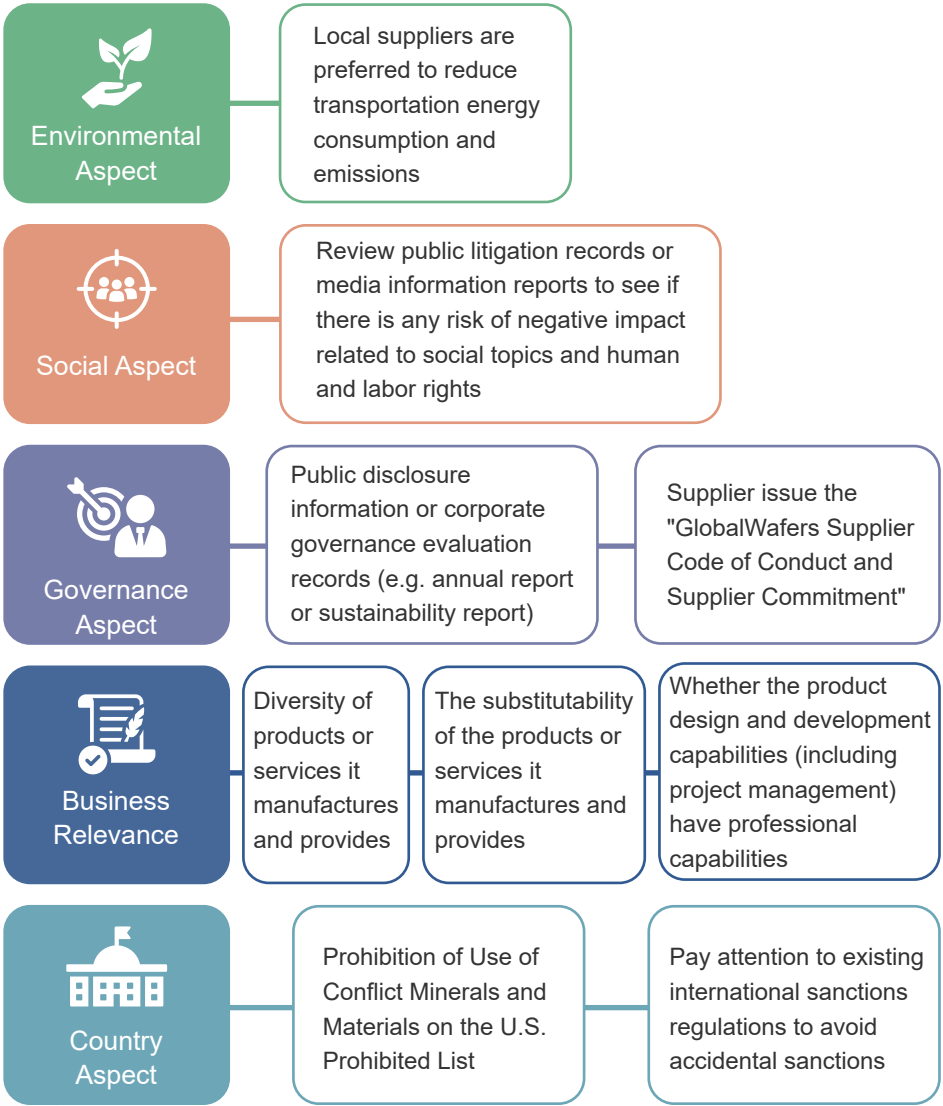 Environmental
Aspect
Local suppliers are
preferred to reduce
transportation energy
consumption and
emissions
Social Aspect
Review public litigation records or
media information reports to see if
there is any risk of negative impact
related to social topics and human
and labor rights
Governance
Aspect
Public disclosure
information or corporate
governance evaluation
records (e.g. annual report
or sustainability report)
Supplier issue the
"GlobalWafers Supplier
Code of Conduct and
Supplier Commitment"
Business
Relevance
Diversity of
products or
services it
manufactures
and provides
The substitutability
of the products or
services it
manufactures and
provides
Whether the product
design and development
capabilities (including
project management)
have professional
capabilities
Country
Aspect
Prohibition of Use of
Conflict Minerals and
Materials on the U.S.
Prohibited List
Pay attention to existing
international sanctions
regulations to avoid
accidental sanctions